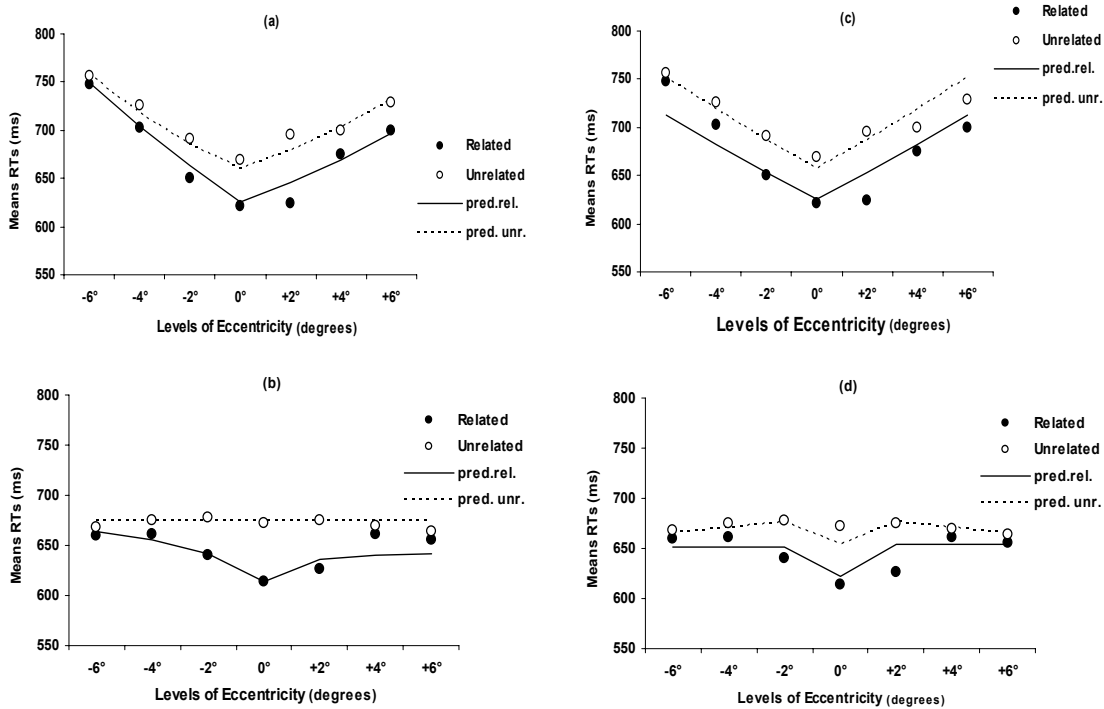 (a)
Means RTs (ms)
800
750
700
650
600
550
-6° -4° -2° 0° +2° +4° +6°
Levels of Eccentricity (degrees)
Related
Unrelated
pred.rel.
pred. unr.
(c)
Means RTs (ms)
800
750
700
650
600
550
-6° -4° -2° 0° +2° +4° +6°
Levels of Eccentricity (degrees)
Related
Unrelated
pred.rel.
pred. unr.
(b)
Means RTs (ms)
800
750
700
650
600
650
-6° -4° -2° 0° +2° +4° +6°
Levels of Eccentricity (degrees)
Related
Unrelated
pred.rel.
pred. unr.
(d)
Means RTs (ms)
800
750
700
650
600
650
-6° -4° -2° 0° +2° +4° +6°
Levels of Eccentricity (degrees)
Related
Unrelated
pred.rel.
pred. unr.